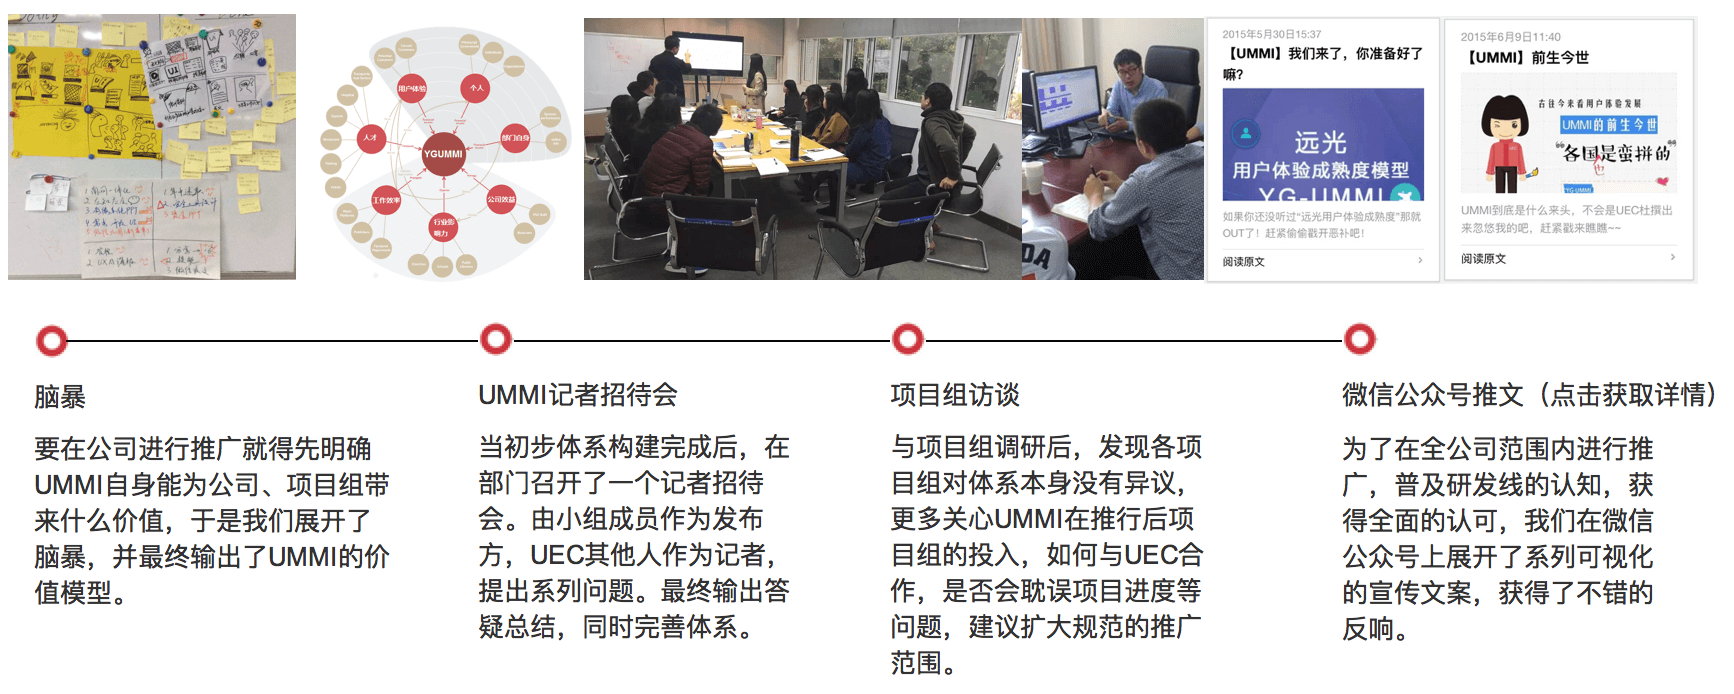 用户体验
个人
人才
部门自身
YGUMMI
工作效率
公司效益
行业影
响力
2015年5月30日15:37
【UMMI】我们来了，你准备好了
嘛？
远光
用户体验成熟度模型
YG-UMMI
如果你还没听过“远光用户体验成熟度”那就
OUT了！赶紧偷偷戳开恶补吧！
阅读原文
2015年6月9日11:40
【UMMI】前生今世
古往今来看用户体验发展
UMMI的前生今世
“各国是蛮拼的”
也
YG-UMMI
UMMI到底是什么来头，不会是UEC杜撰出
来忽悠我的吧，赶紧戳来瞧瞧~~
阅读原文
脑暴
要在公司进行推广就得先明确
UMMI自身能为公司、项目组带
来什么价值，于是我们展开了
脑暴，并最终输出了UMMI的价
值模型。
UMMI记者招待会
当初步体系构建完成后，在
部门召开了一个记者招待
会。由小组成员作为发布
方，UEC其他人作为记者，
提出系列问题。最终输出答
疑总结，同时完善体系。
项目组访谈
与项目组调研后，发现各项
目组对体系本身没有异议，
更多关心UMMI在推行后项
目组的投入，如何与UEC合
作，是否会耽误项目进度等
问题，建议扩大规范的推广
范围。
微信公众号推文（点击获取详情）
为了在全公司范围内进行推
广，普及研发线的认知，获
得全面的认可，我们在微信
公众号上展开了系列可视化
的宣传文案，获得了不错的
反响。